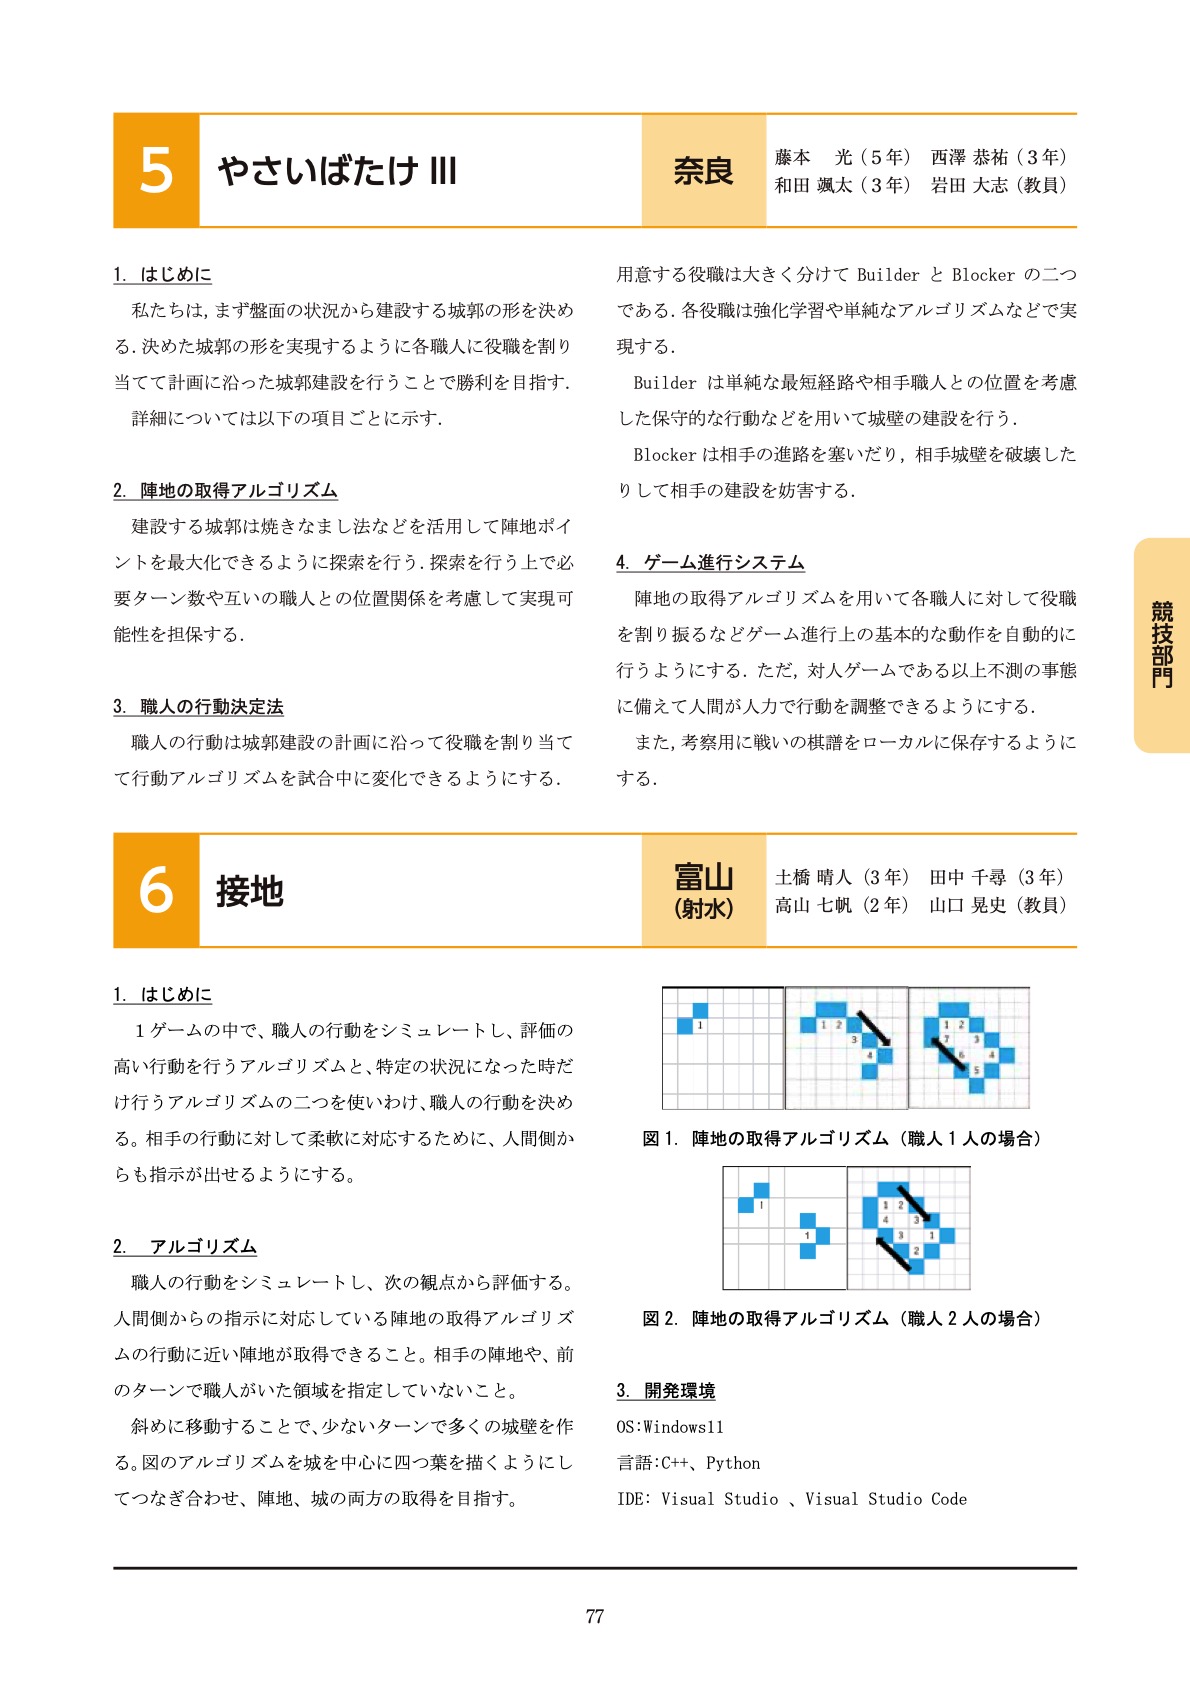 5
やさいばたけ III
奈良
藤本　光（５年）　西澤 恭祐（３年）
和田 颯太（３年）　岩田 大志（教員）
1. はじめに
私たちは，まず盤面の状況から建設する城郭の形を決め
る．決めた城郭の形を実現するように各職人に役職を割り
当てて計画に沿った城郭建設を行うことで勝利を目指す．
詳細については以下の項目ごとに示す．
2. 陣地の取得アルゴリズム
建設する城郭は焼きなまし法などを活用して陣地ポイ
ントを最大化できるように探索を行う．探索を行う上で必
要ターン数や互いの職人との位置関係を考慮して実現可
能性を担保する．
3. 職人の行動決定法
職人の行動は城郭建設の計画に沿って役職を割り当て
て行動アルゴリズムを試合中に変化できるようにする．
用意する役職は大きく分けて Builder と Blocker の二つ
である．各役職は強化学習や単純なアルゴリズムなどで実
現する．
Builder は単純な最短経路や相手職人との位置を考慮
した保守的な行動などを用いて城壁の建設を行う．
Blocker は相手の進路を塞いだり，相手城壁を破壊した
りして相手の建設を妨害する．
4. ゲーム進行システム
陣地の取得アルゴリズムを用いて各職人に対して役職
を割り振るなどゲーム進行上の基本的な動作を自動的に
行うようにする．ただ，対人ゲームである以上不測の事態
に備えて人間が人力で行動を調整できるようにする．
また，考察用に戦いの棋譜をローカルに保存するように
する．
競技部門
6
接地
富山
（射水）
土橋 晴人（３年）　田中 千尋（３年）
高山 七帆（２年）　山口 晃史（教員）
1. はじめに
１ゲームの中で、職人の行動をシミュレートし、評価の
高い行動を行うアルゴリズムと、特定の状況になった時だ
け行うアルゴリズムの二つを使いわけ、職人の行動を決め
る。相手の行動に対して柔軟に対応するために、人間側か
らも指示が出せるようにする。
2. アルゴリズム
職人の行動をシミュレートし、次の観点から評価する。
人間側からの指示に対応している陣地の取得アルゴリズ
ムの行動に近い陣地が取得できること。相手の陣地や、前
のターンで職人がいた領域を指定していないこと。
斜めに移動することで、少ないターンで多くの城壁を作
る。図のアルゴリズムを城を中心に四つ葉を描くようにし
てつなぎ合わせ、陣地、城の両方の取得を目指す。
1
1 2
3
4
1 2
7 3
6 4
5
図 1. 陣地の取得アルゴリズム（職人 1 人の場合）
1
1
1 2
4 3
3 1
2
図 2. 陣地の取得アルゴリズム（職人 2 人の場合）
3. 開発環境
OS:Windows11
言語:C++、Python
IDE: Visual Studio 、Visual Studio Code
77